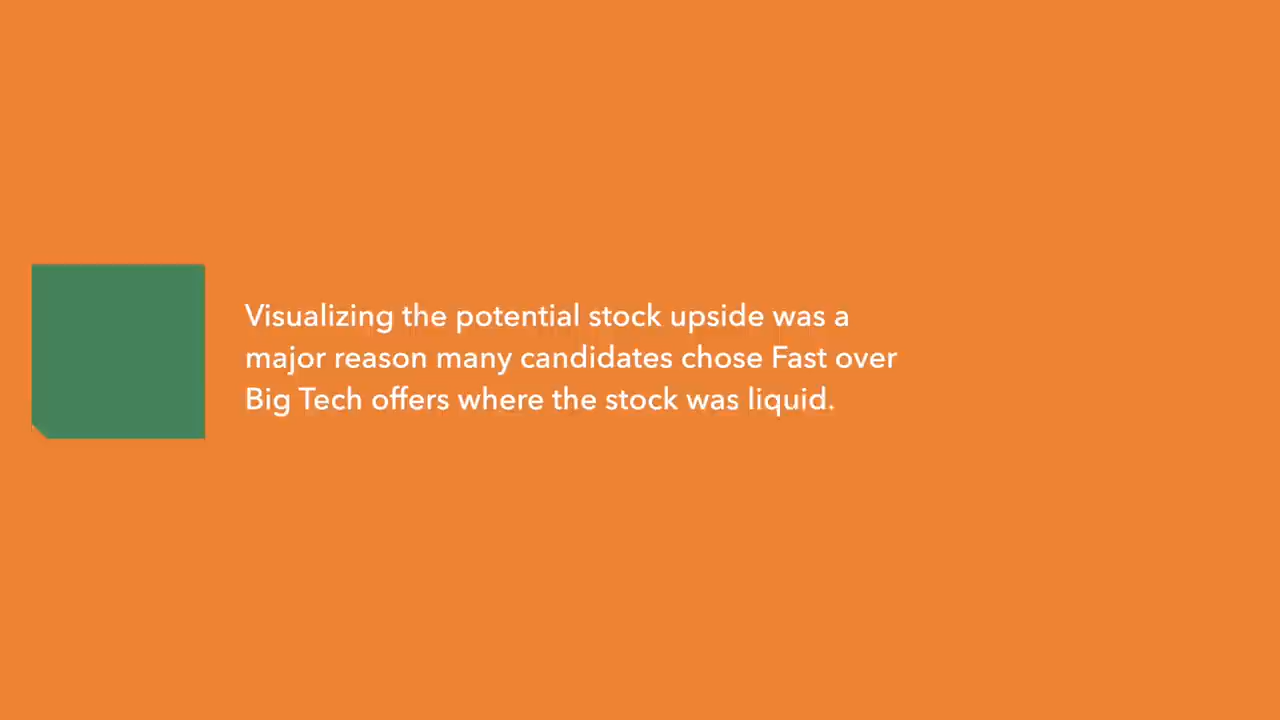 Visualizing the potential stock upside was a
major reason many candidates chose Fast over
Big Tech offers where the stock was liquid.